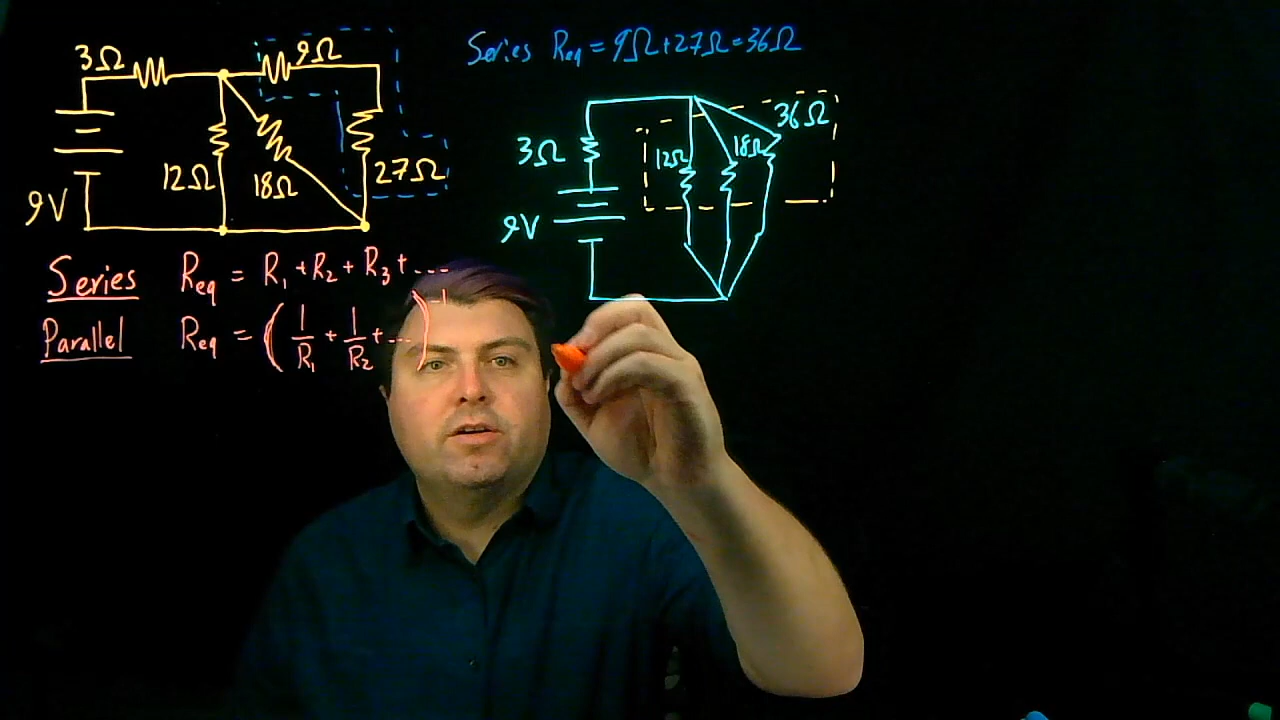 3Ω 9Ω
12Ω 18Ω 27Ω
9V
Series Req = R1 + R2 + R3 + ...
Parallel Req = (1/R1 + 1/R2 + ...)^-1
Series Req = 9Ω+27Ω=36Ω
36Ω
3Ω 12Ω 18Ω
9V